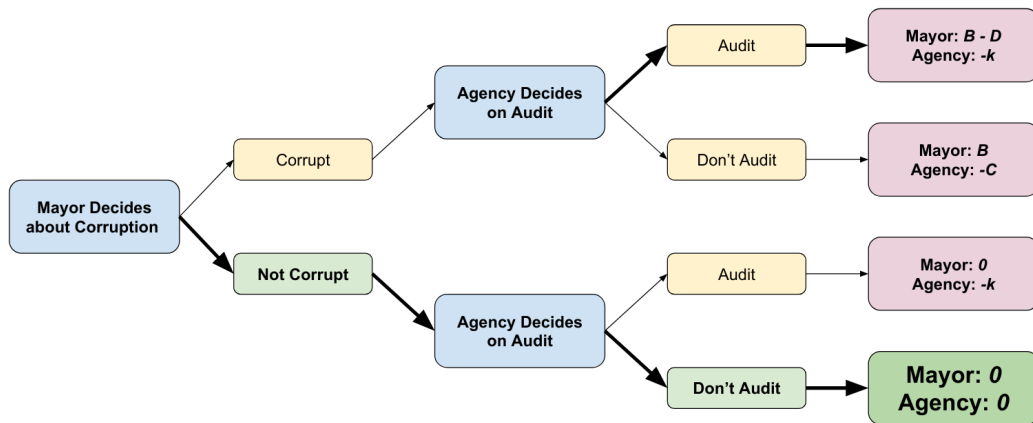 Mayor Decides
about Corruption
Corrupt
Not Corrupt
Agency Decides
on Audit
Agency Decides
on Audit
Audit
Don't Audit
Audit
Don't Audit
Mayor: B - D
Agency: -k
Mayor: B
Agency: -C
Mayor: 0
Agency: -k
Mayor: 0
Agency: 0